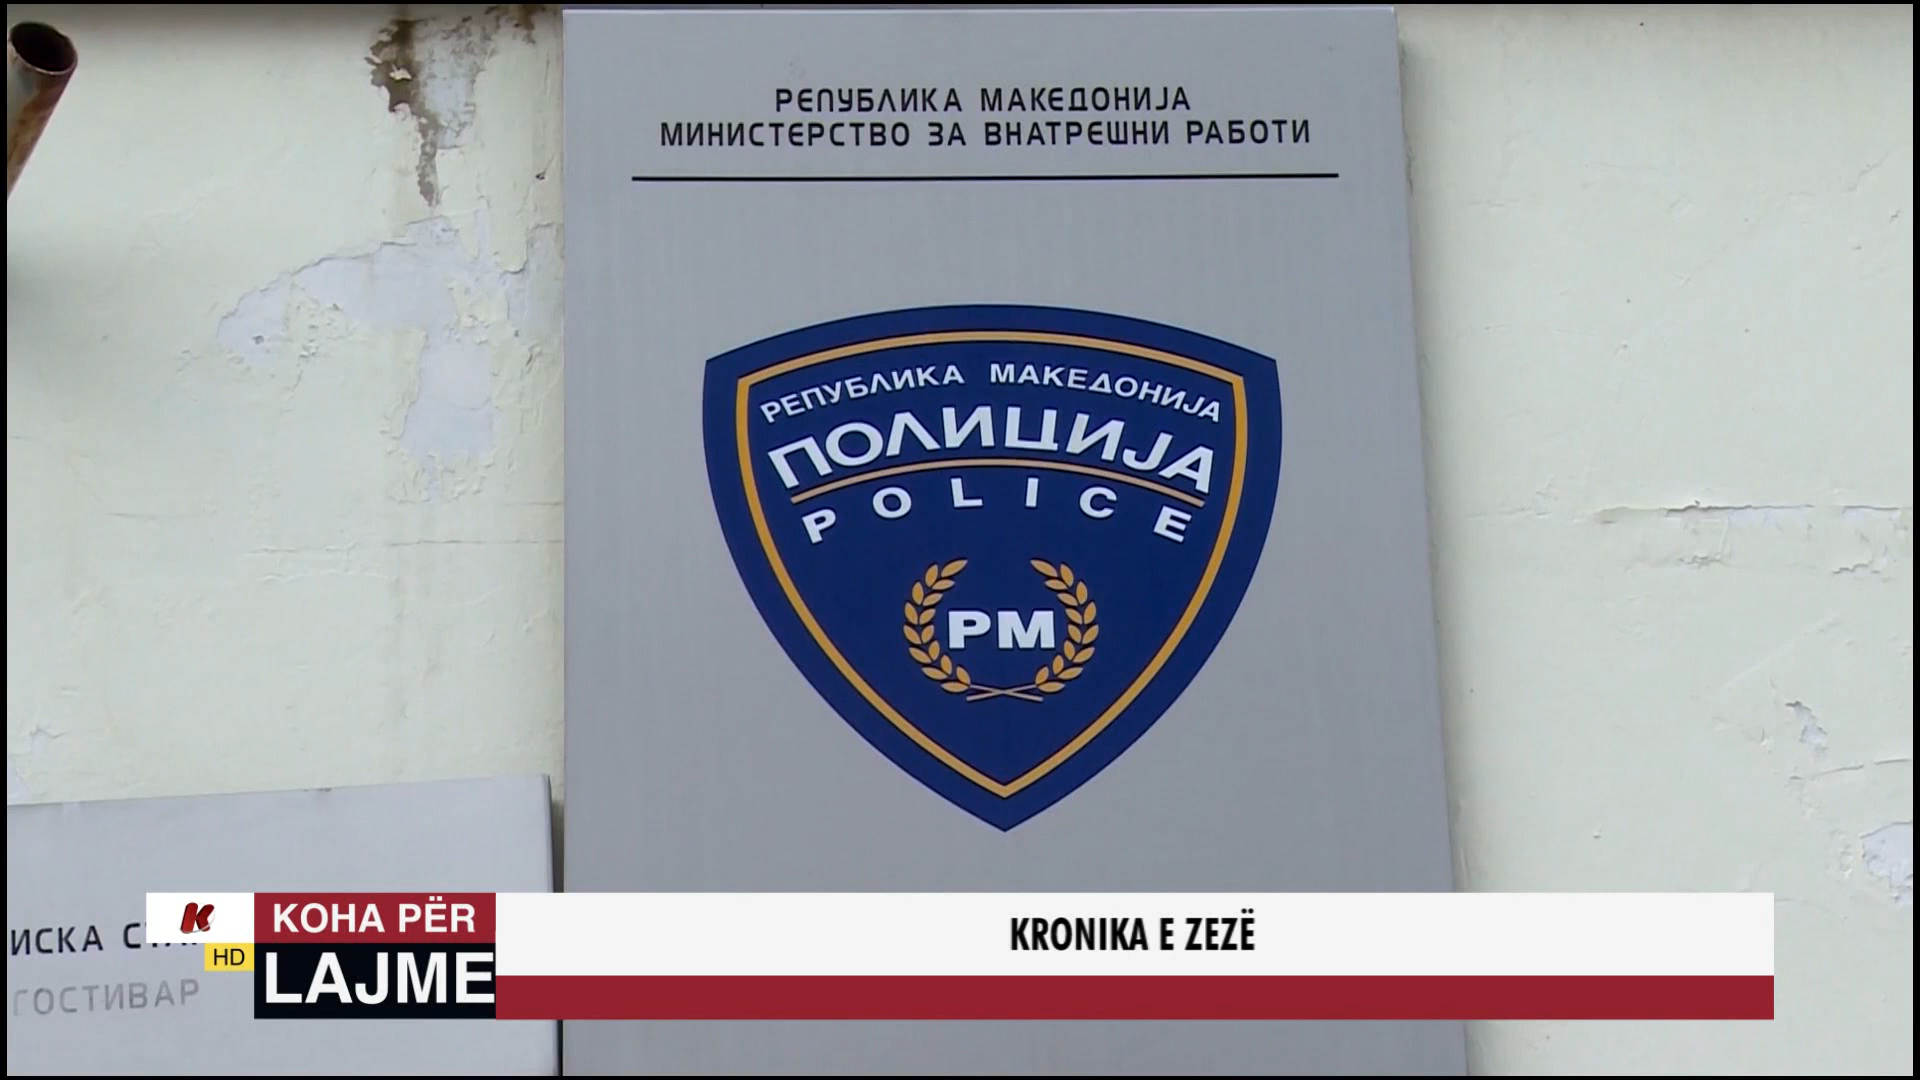 РЕПУБЛИКА МАКЕДОНИЈА
МИНИСТЕРСТВО ЗА ВНАТРЕШНИ РАБОТИ
РЕПУБЛИКА МАКЕДОНИЈА
ПОЛИЦИЈА
POLICE
РМ
ИСКА
ГОСТИВАР
K
HD
KOHA PËR
LAJME
KRONIKA E ZEZË